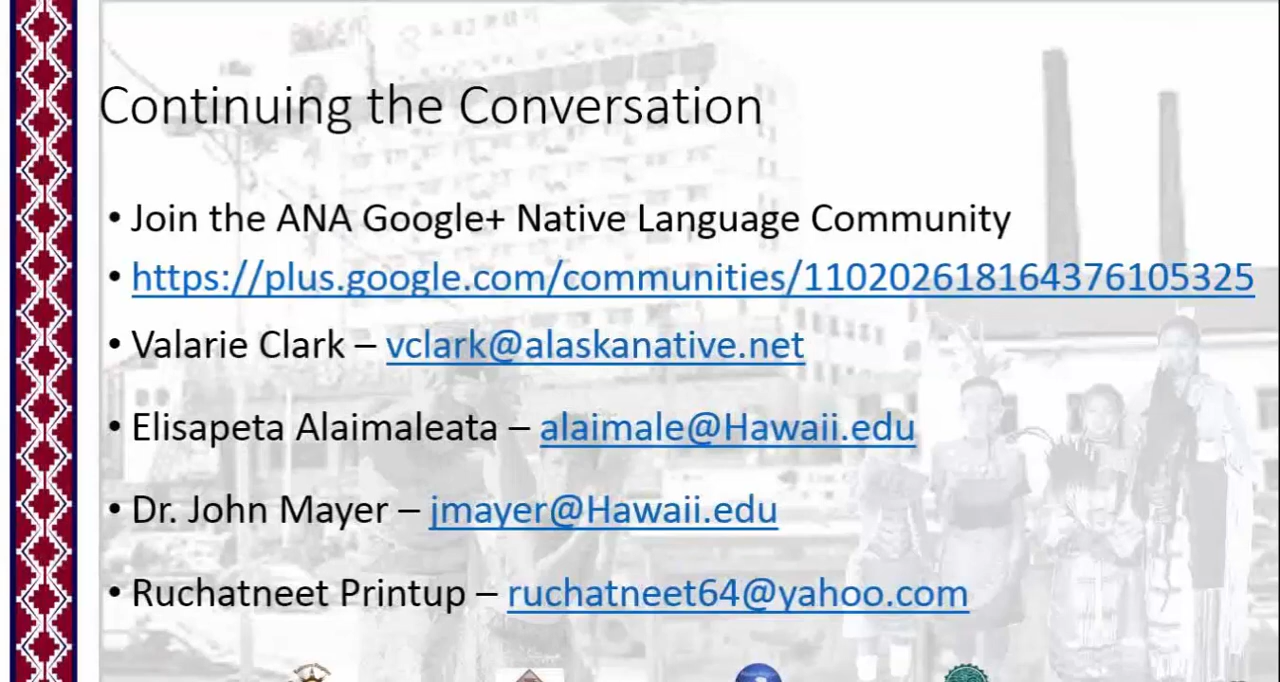 Continuing the Conversation
• Join the ANA Google+ Native Language Community
• https://plus.google.com/communities/110202618164376105325
• Valarie Clark – vclark@alaskanative.net
• Elisapeta Alaimaleata – alaimale@Hawaii.edu
• Dr. John Mayer – jmayer@Hawaii.edu
• Ruchatneet Printup – ruchatneet64@yahoo.com